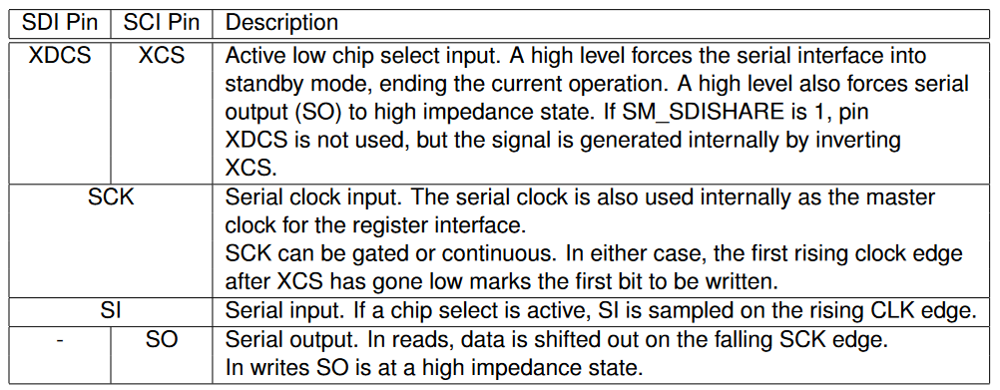 SDI Pin SCI Pin Description
XDCS XCS Active low chip select input. A high level forces the serial interface into
standby mode, ending the current operation. A high level also forces serial
output (SO) to high impedance state. If SM_SDISHARE is 1, pin
XDCS is not used, but the signal is generated internally by inverting
XCS.
SCK Serial clock input. The serial clock is also used internally as the master
clock for the register interface.
SCK can be gated or continuous. In either case, the first rising clock edge
after XCS has gone low marks the first bit to be written.
SI Serial input. If a chip select is active, SI is sampled on the rising CLK edge.
- SO Serial output. In reads, data is shifted out on the falling SCK edge.
In writes SO is at a high impedance state.